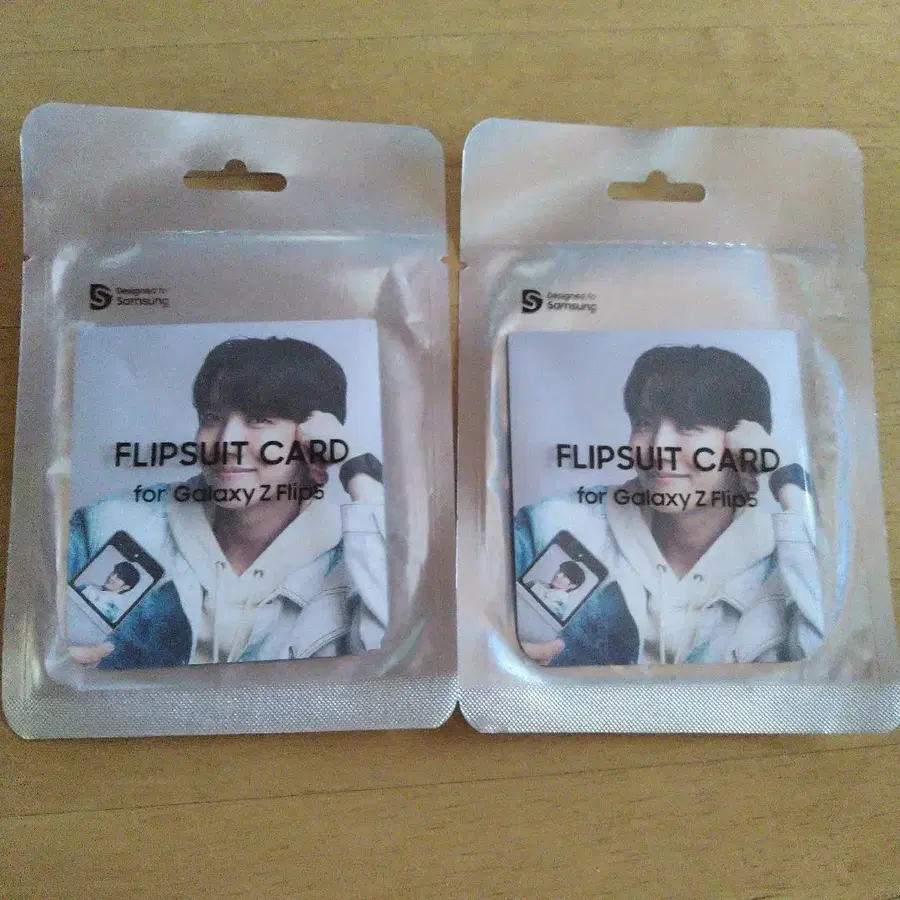 Designed for
Samsung
FLIPSUIT CARD
for Galaxy Z Flip5
Designed for
Samsung
FLIPSUIT CARD
for Galaxy Z Flip5